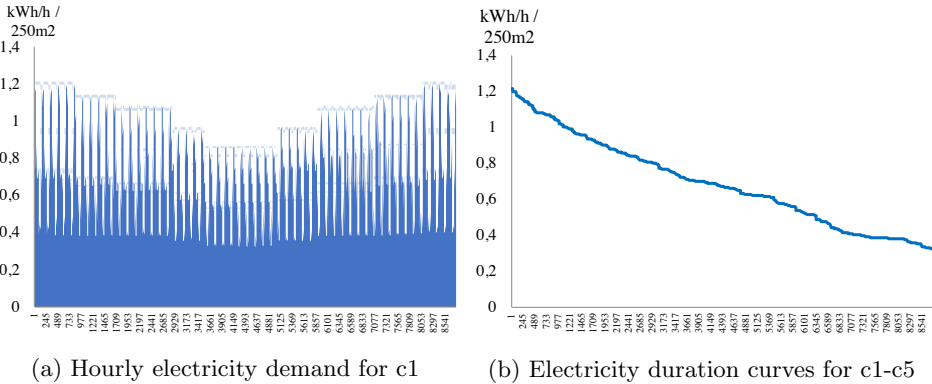 kWh/h /
250m2
1,4
1,2
1
0,8
0,6
0,4
0,2
0
1 245 489 733 977 1221 1465 1709 1953 2197 2441 2685 2929 3173 3417 3661 3905 4149 4393 4637 4881 5125 5369 5613 5857 6101 6345 6589 6833 7077 7321 7565 7809 8053 8297 8541
(a) Hourly electricity demand for c1
kWh/h /
250m2
1,4
1,2
1
0,8
0,6
0,4
0,2
0
1 245 489 733 977 1221 1465 1709 1953 2197 2441 2685 2929 3173 3417 3661 3905 4149 4393 4637 4881 5125 5369 5613 5857 6101 6345 6589 6833 7077 7321 7565 7809 8053 8297 8541
(b) Electricity duration curves for c1-c5